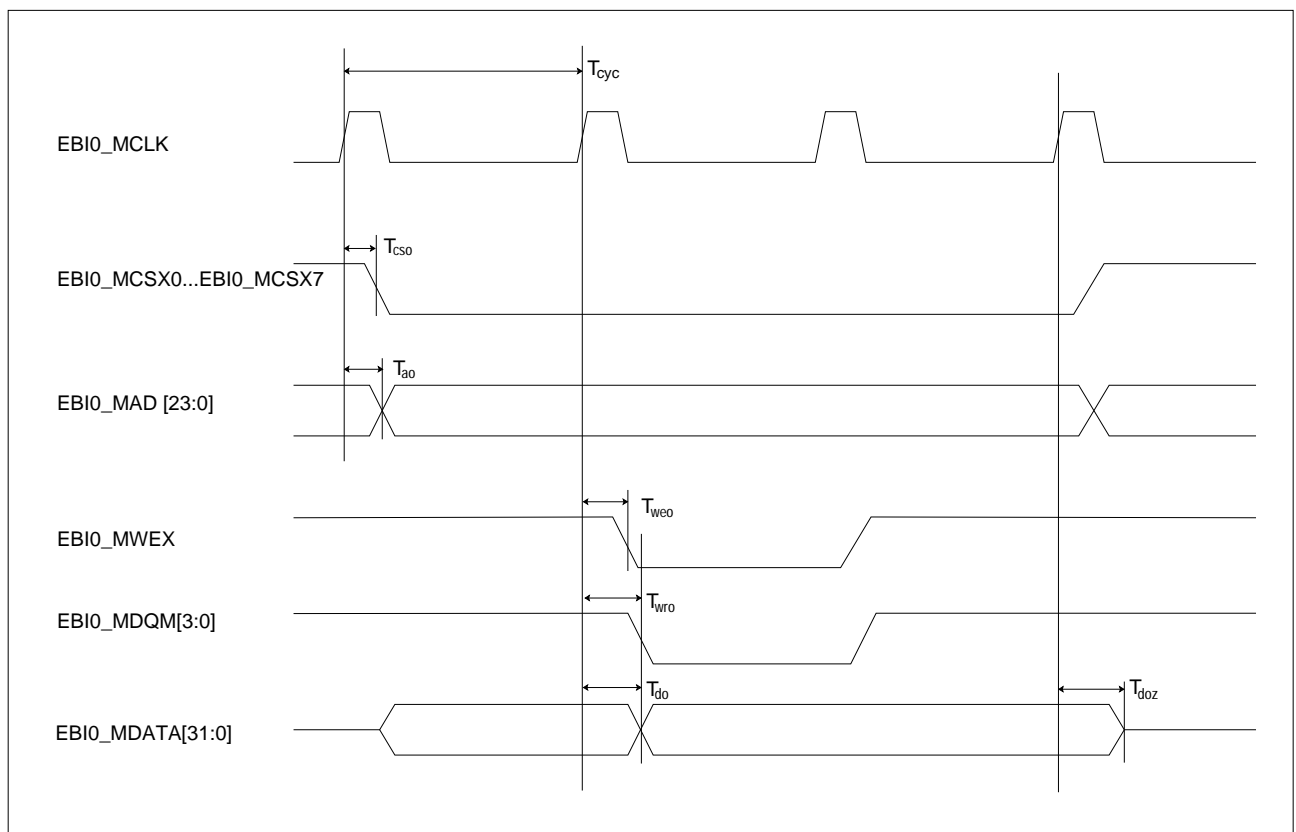 Tcyc
EBI0_MCLK
Tcso
EBI0_MCSX0...EBI0_MCSX7
Tao
EBI0_MAD [23:0]
Tweo
EBI0_MWEX
Twro
EBI0_MDQM[3:0]
Tdo
Tdoz
EBI0_MDATA[31:0]